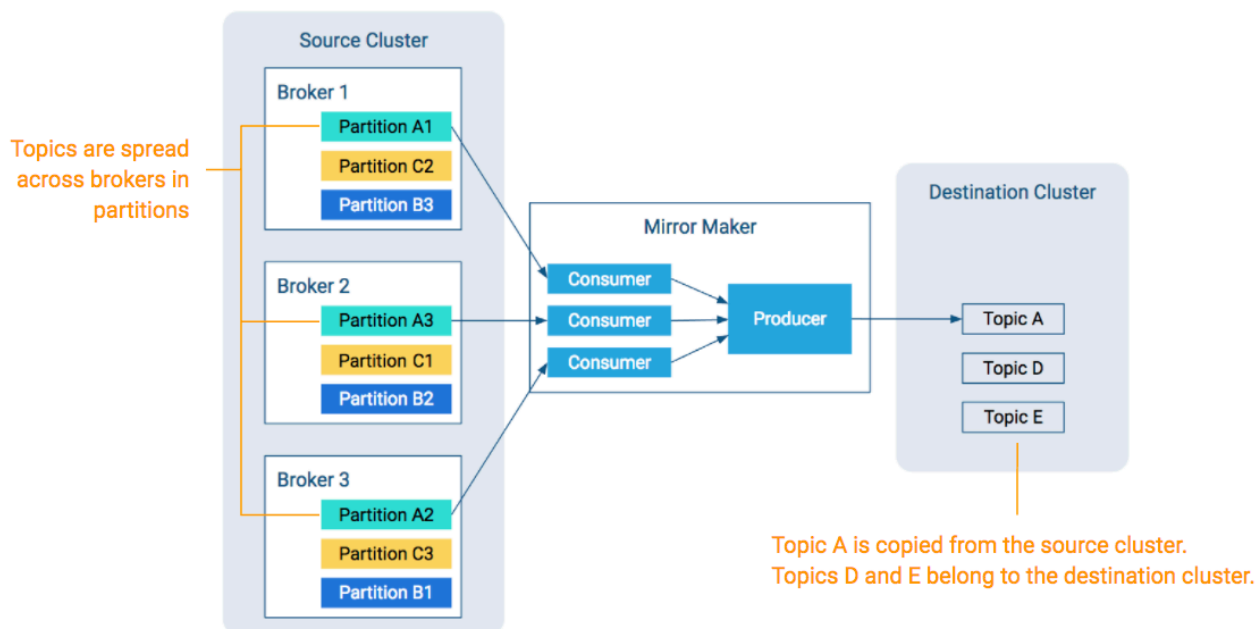 Source Cluster
Broker 1
Partition A1
Partition C2
Partition B3
Topics are spread
across brokers in
partitions
Broker 2
Partition A3
Partition C1
Partition B2
Broker 3
Partition A2
Partition C3
Partition B1
Mirror Maker
Consumer
Consumer
Consumer
Producer
Destination Cluster
Topic A
Topic D
Topic E
Topic A is copied from the source cluster.
Topics D and E belong to the destination cluster.